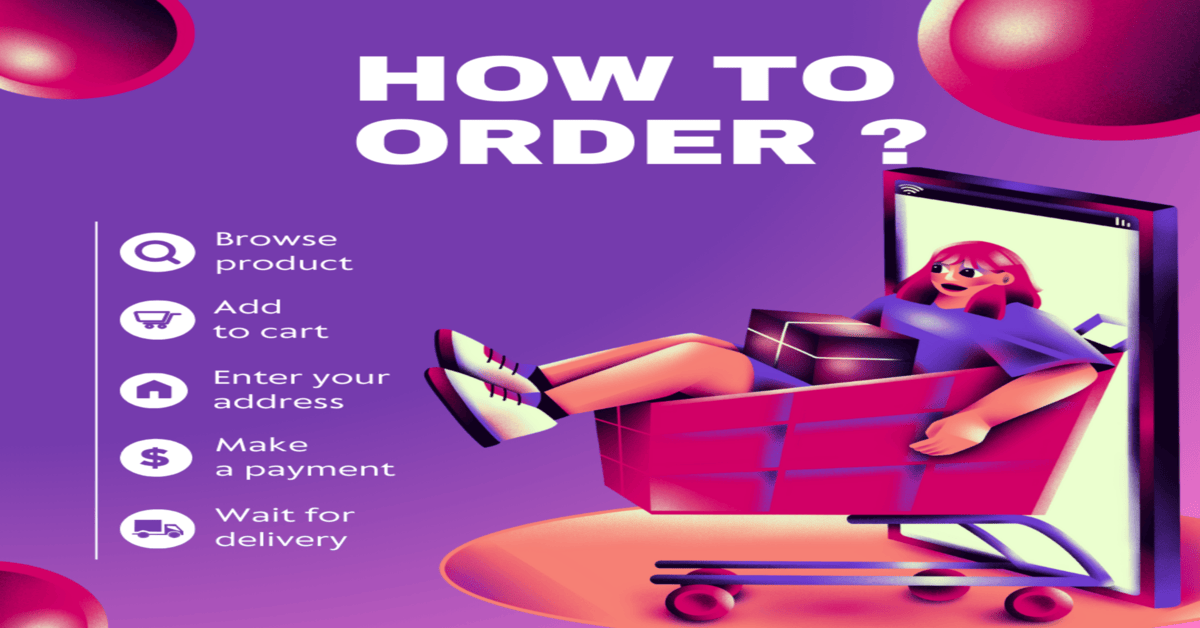 HOW TO
ORDER ?
Browse
product
Add
to cart
Enter your
address
$
Make
a payment
Wait for
delivery